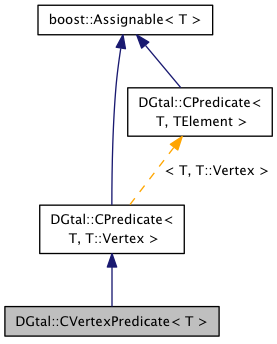 boost::Assignable< T >
DGtal::CPredicate<
T, TElement >
< T, T::Vertex >
DGtal::CPredicate<
T, T::Vertex >
DGtal::CVertexPredicate< T >